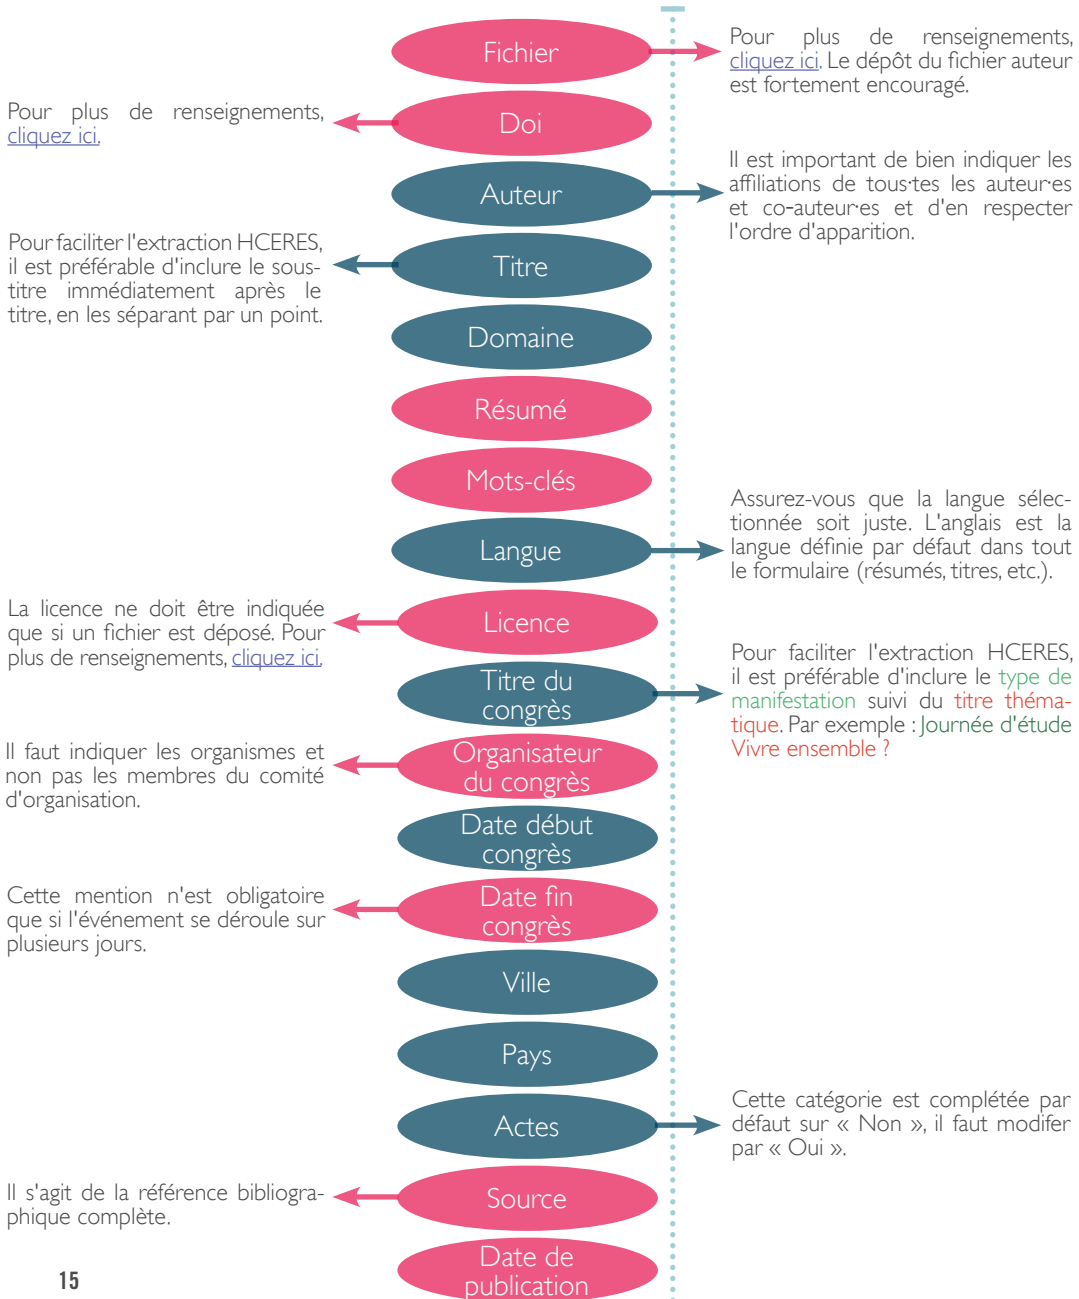 Fichier
Pour plus de renseignements,
cliquez ici. Le dépôt du fichier auteur
est fortement encouragé.
Pour plus de renseignements,
cliquez ici.
Doi
Auteur
Il est important de bien indiquer les
affiliations de tous·tes les auteur·es
et co-auteur·es et d'en respecter
l'ordre d'apparition.
Pour faciliter l'extraction HCERES,
il est préférable d'inclure le sous-
titre immédiatement après le
titre, en les séparant par un point.
Titre
Domaine
Résumé
Mots-clés
Langue
Assurez-vous que la langue sélec-
tionnée soit juste. L'anglais est la
langue définie par défaut dans tout
le formulaire (résumés, titres, etc.).
La licence ne doit être indiquée
que si un fichier est déposé. Pour
plus de renseignements, cliquez ici.
Licence
Titre du
congrès
Pour faciliter l'extraction HCERES,
il est préférable d'inclure le type de
manifestation suivi du titre théma-
tique. Par exemple : Journée d'étude
Vivre ensemble ?
Il faut indiquer les organismes et
non pas les membres du comité
d'organisation.
Organisateur
du congrès
Date début
congrès
Cette mention n'est obligatoire
que si l'événement se déroule sur
plusieurs jours.
Date fin
congrès
Ville
Pays
Actes
Cette catégorie est complétée par
défaut sur « Non », il faut modifer
par « Oui ».
Il s'agit de la référence bibliogra-
phique complète.
Source
Date de
publication
15